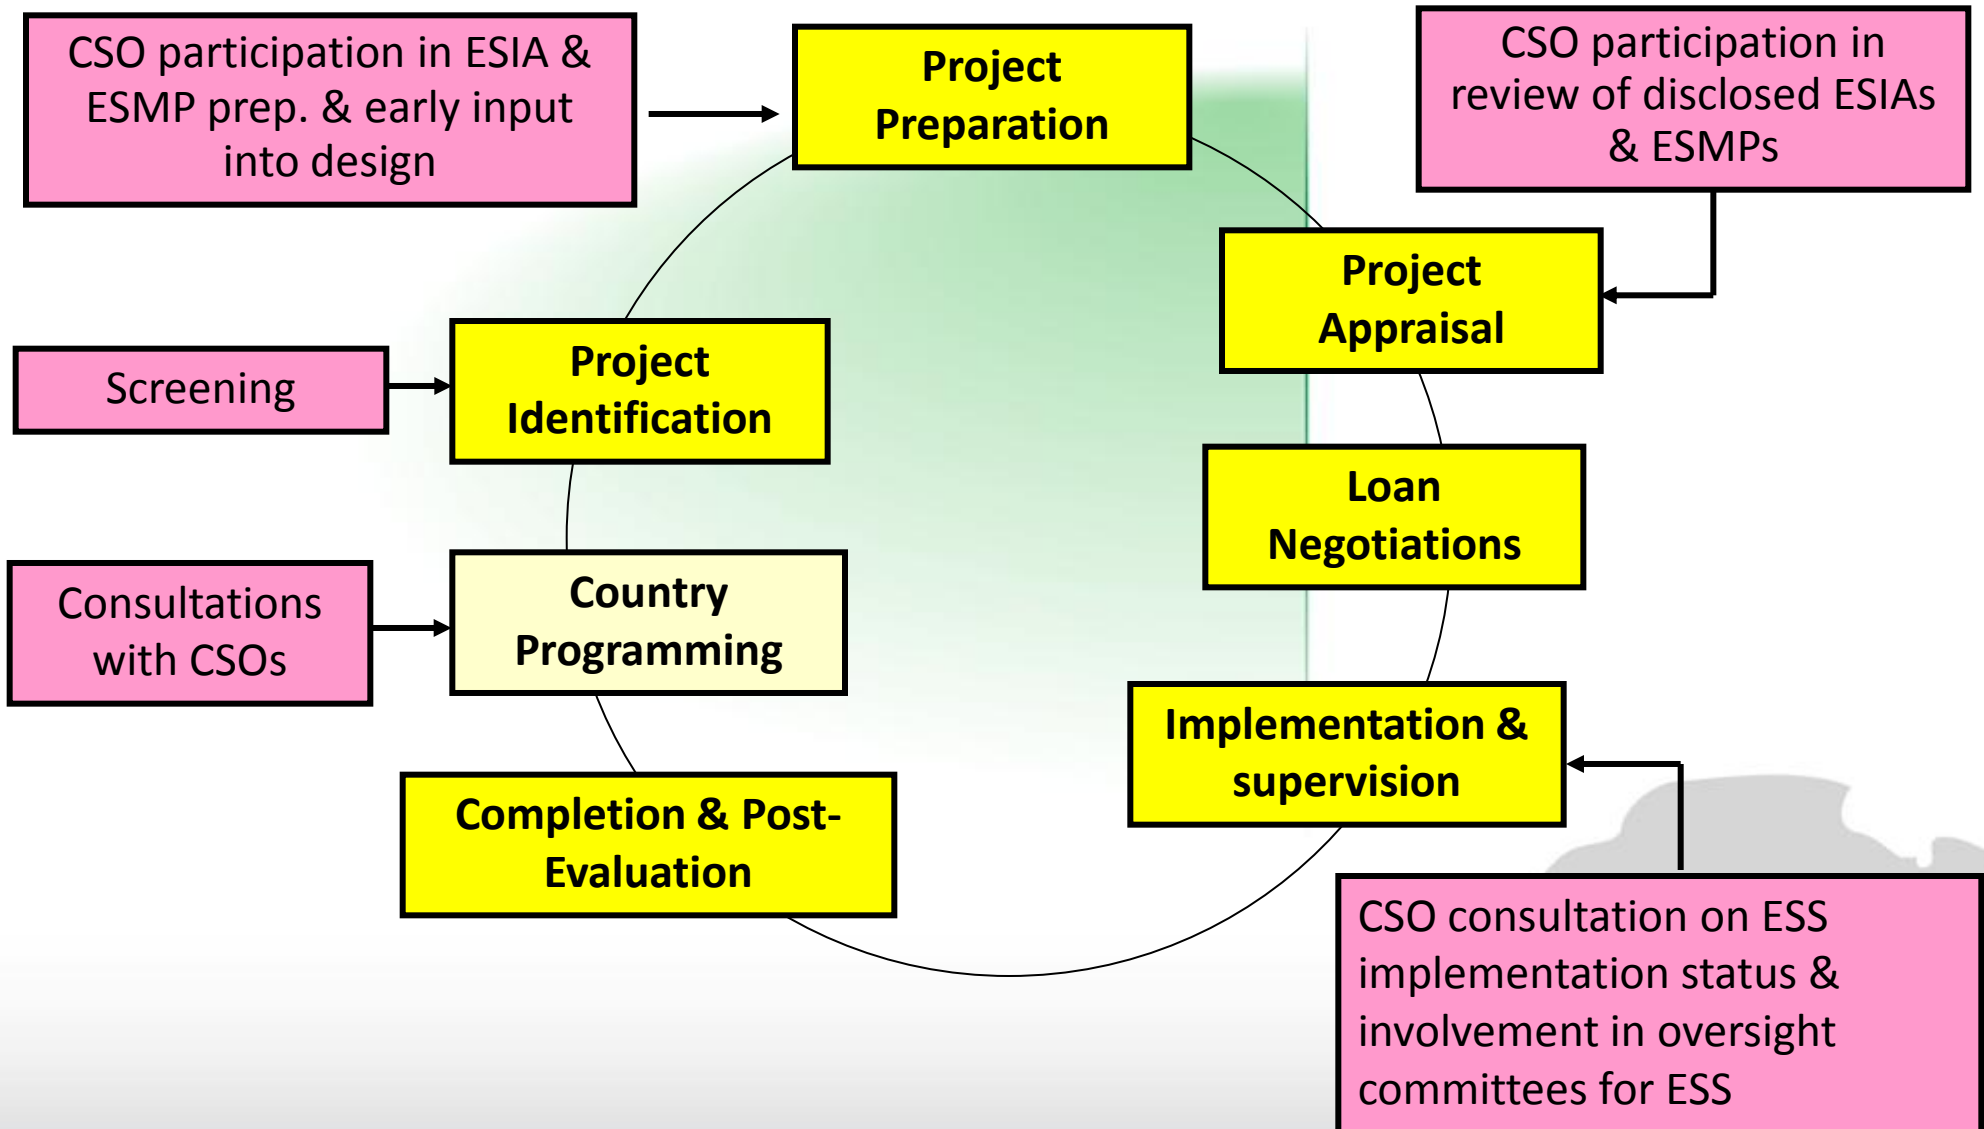 CSO participation in ESIA &
ESMP prep. & early input
into design
Project
Preparation
CSO participation in
review of disclosed ESIAs
& ESMPs
Project
Appraisal
Screening
Project
Identification
Loan
Negotiations
Consultations
with CSOs
Country
Programming
Implementation &
supervision
Completion & Post-
Evaluation
CSO consultation on ESS
implementation status &
involvement in oversight
committees for ESS